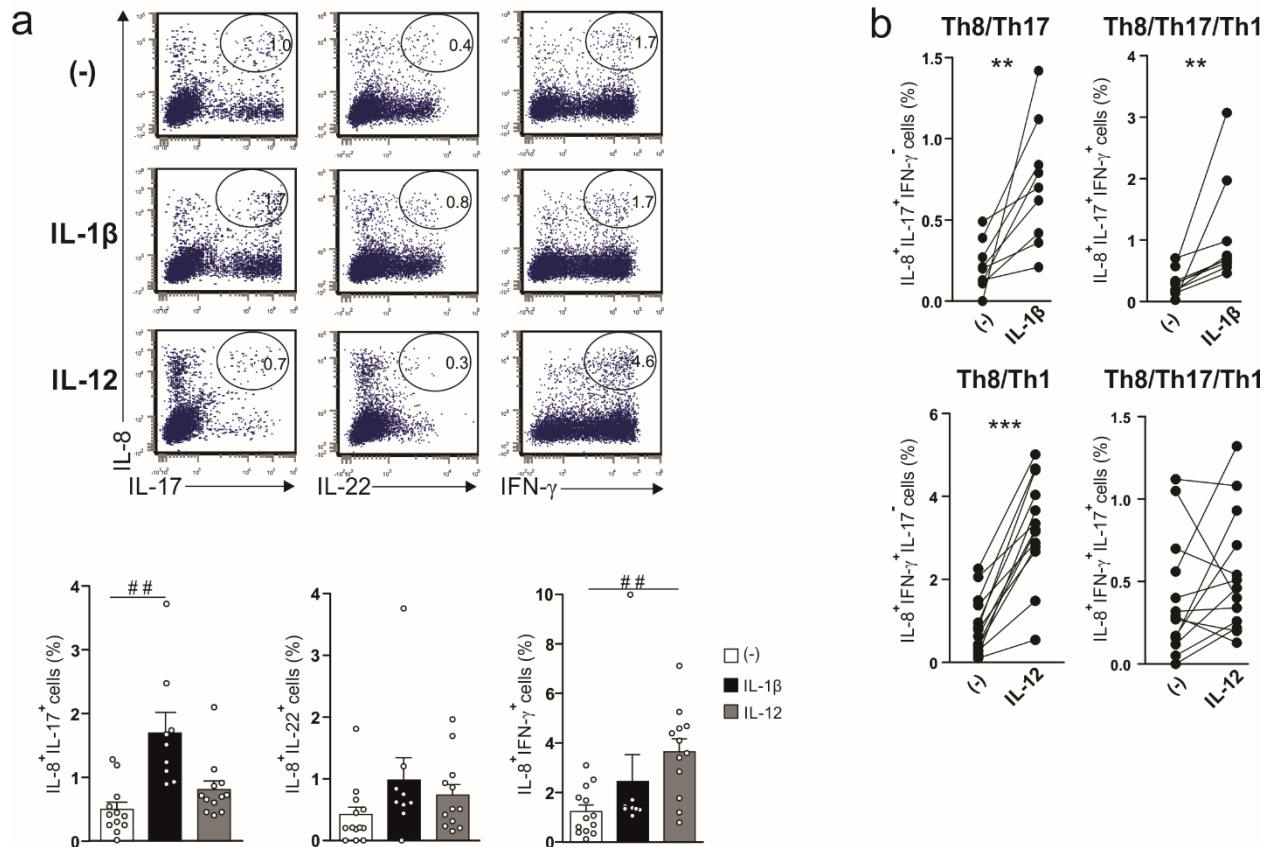 a
(-)
1.0
0.4
1.7
IL-1β
1.7
0.8
1.7
IL-12
0.7
0.3
4.6
IL-8
IL-17
IL-22
IFN-γ
IL-8+ IL-17+ cells (%)
4
3
2
1
0
##
IL-8+ IL-22+ cells (%)
4
3
2
1
0
IL-8+ IFN-γ+ cells (%)
10
8
6
4
2
0
##
(-)
IL-1β
IL-12
b
Th8/Th17
IL-8+ IL-17+ IFN-γ- cells (%)
1.5
1.0
0.5
0.0
**
(-)
IL-1β
Th8/Th17/Th1
IL-8+ IL-17+ IFN-γ+ cells (%)
4
3
2
1
0
**
(-)
IL-1β
Th8/Th1
IL-8+ IFN-γ+ IL-17- cells (%)
6
4
2
0
***
(-)
IL-12
Th8/Th17/Th1
IL-8+ IFN-γ+ IL-17+ cells (%)
1.5
1.0
0.5
0.0
(-)
IL-12